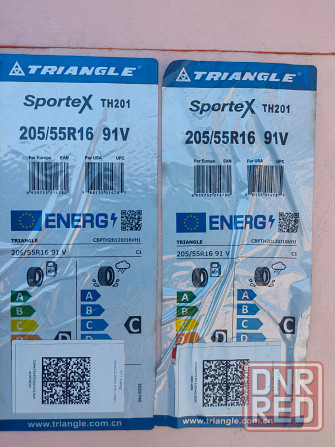 TRIANGLE
SporteX TH201
205/55R16 91V
For Europe EAN For USA UPC
ENERG
TRIANGLE CBPTH20120J16VHJ
205/55R16 91 V C1
A A
B B
C C
D
C
www.triangle.com.cn
TRIANGLE
SporteX TH201
205/55R16 91V
For Europe EAN For USA UPC
ENERG
TRIANGLE CBPTH20120J16VHJ
205/55R16 91 V C1
A A
B B
C C
D
C
www.triangle.com
DNR
RED